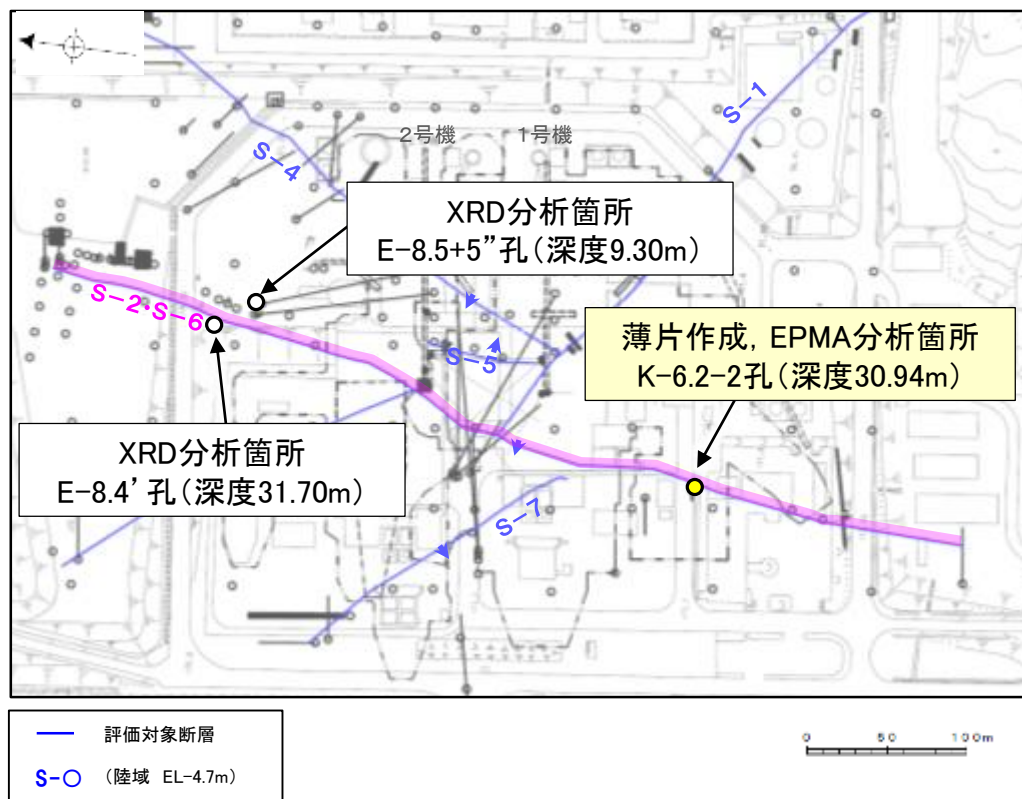 S-1
2号機
1号機
S-4
XRD分析箇所
E-8.5+5”孔(深度9.30m)
S-2・S-6
S-5
薄片作成, EPMA分析箇所
K-6.2-2孔(深度30.94m)
XRD分析箇所
E-8.4’孔(深度31.70m)
S-7
評価対象断層
S-○ (陸域 EL-4.7m)
0 50 100m